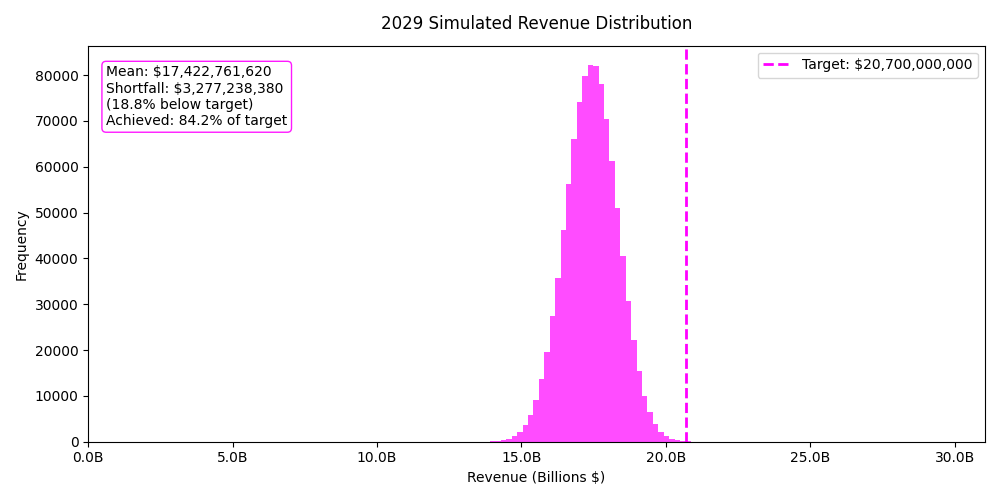 2029 Simulated Revenue Distribution
Mean: $17,422,761,620
Shortfall: $3,277,238,380
(18.8% below target)
Achieved: 84.2% of target
Target: $20,700,000,000
80000
70000
60000
50000
40000
30000
20000
10000
0
Frequency
0.0B 5.0B 10.0B 15.0B 20.0B 25.0B 30.0B
Revenue (Billions $)